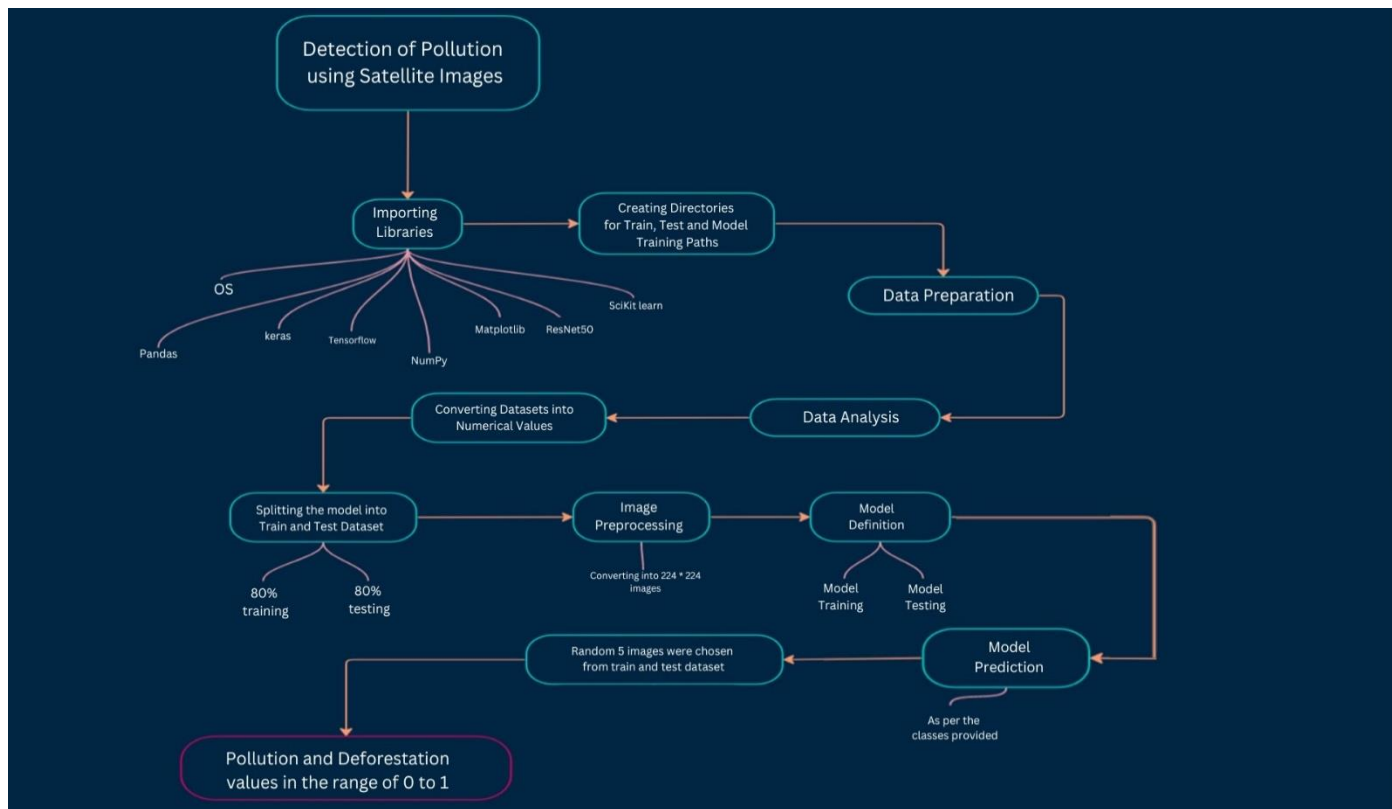 Detection of Pollution
using Satellite Images
Importing
Libraries
Creating Directories
for Train, Test and Model
Training Paths
OS
Pandas
keras
Tensorflow
NumPy
Matplotlib
ResNet50
SciKit learn
Data Preparation
Data Analysis
Converting Datasets into
Numerical Values
Splitting the model into
Train and Test Dataset
80%
training
80%
testing
Image
Preprocessing
Converting into 224 * 224
images
Model
Definition
Model
Training
Model
Testing
Model
Prediction
As per the
classes provided
Random 5 images were chosen
from train and test dataset
Pollution and Deforestation
values in the range of 0 to 1